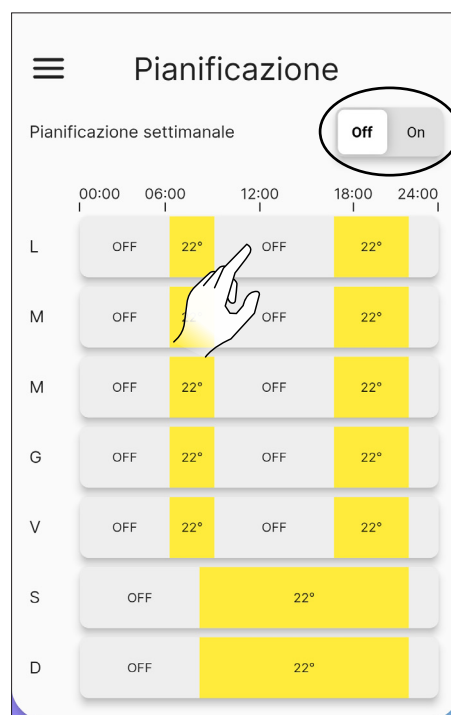 Pianificazione
Pianificazione settimanale Off On
00:00 06:00 12:00 18:00 24:00
L OFF 22° OFF 22°
M OFF OFF 22°
M OFF 22° OFF 22°
G OFF 22° OFF 22°
V OFF 22° OFF 22°
S OFF 22°
D OFF 22°